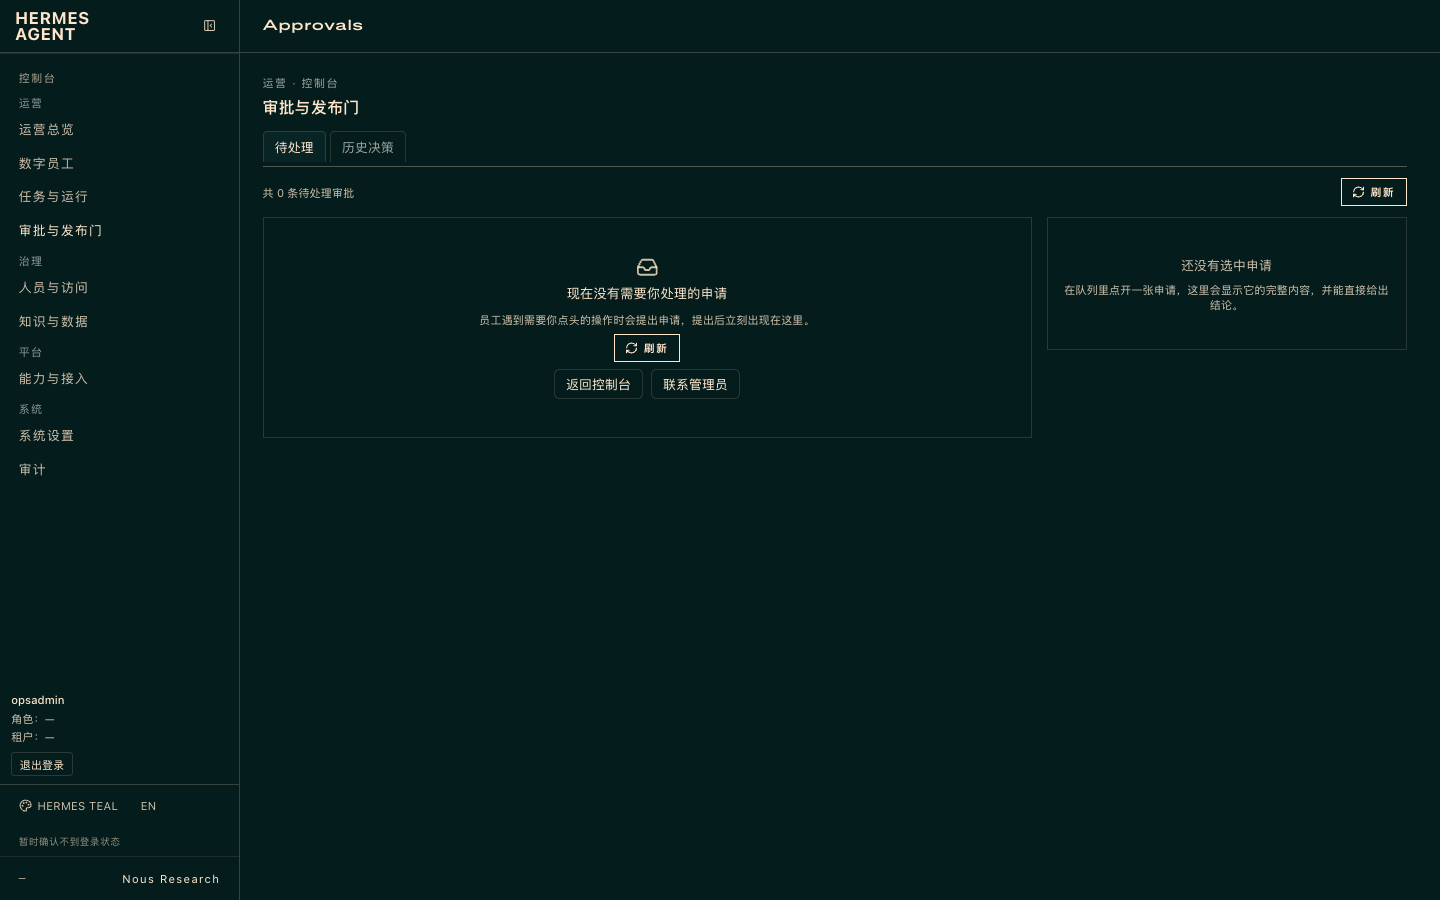 HERMES
AGENT
Approvals
控制台
运营
运营总览
数字员工
任务与运行
审批与发布门
治理
人员与访问
知识与数据
平台
能力与接入
系统
系统设置
审计
运营 · 控制台
审批与发布门
待处理
历史决策
共 0 条待处理审批
刷新
现在没有需要你处理的申请
员工遇到需要你点头的操作时会提出申请，提出后立刻出现在这里。
刷新
返回控制台
联系管理员
还没有选中申请
在队列里点开一张申请，这里会显示它的完整内容，并能直接给出
结论。
opsadmin
角色：—
租户：—
退出登录
HERMES TEAL
EN
暂时确认不到登录状态
—
Nous Research